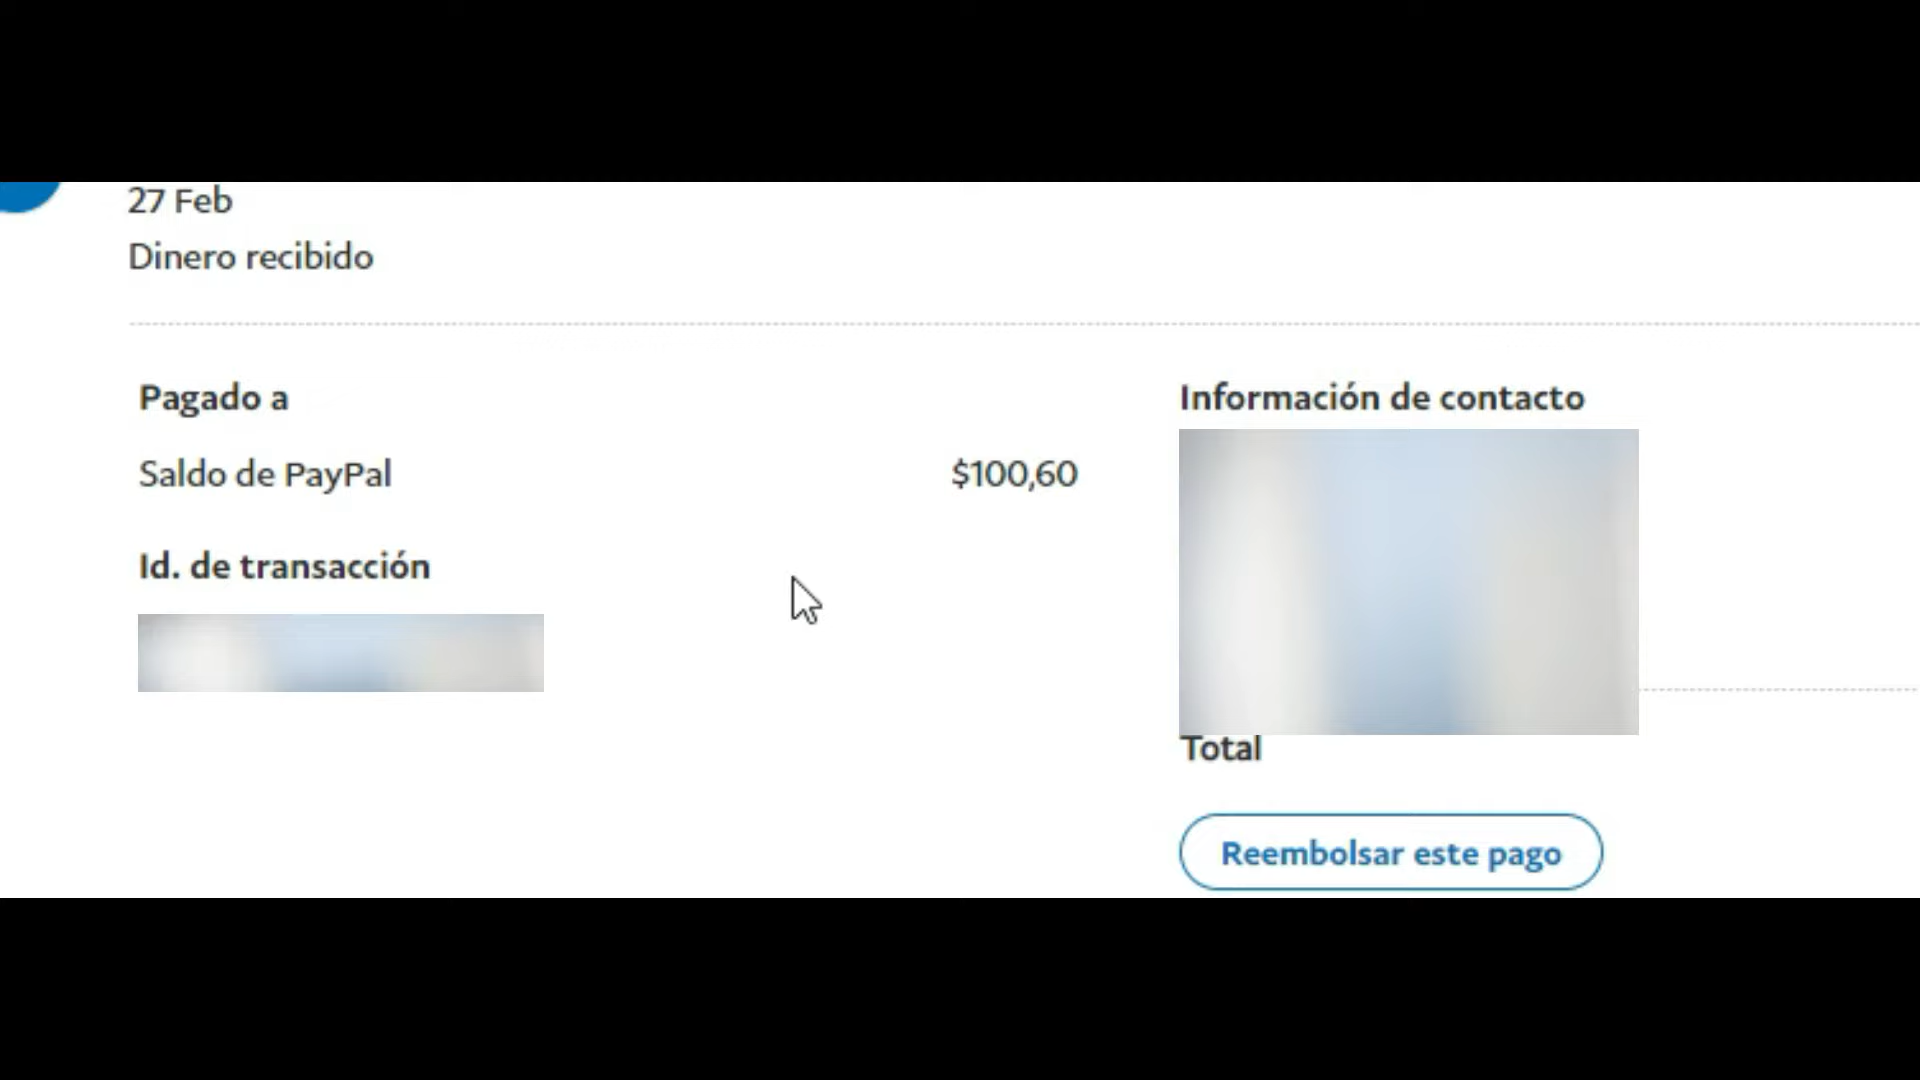 27 Feb
Dinero recibido
Pagado a
Saldo de PayPal
$100,60
Id. de transacción
Información de contacto
Total
Reembolsar este pago